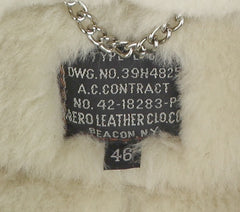 TYPE
DWG. NO. 39H4825
A.C. CONTRACT
NO. 42-18283-P
AERO LEATHER CLO. CO.
BEACON, N.Y.
46